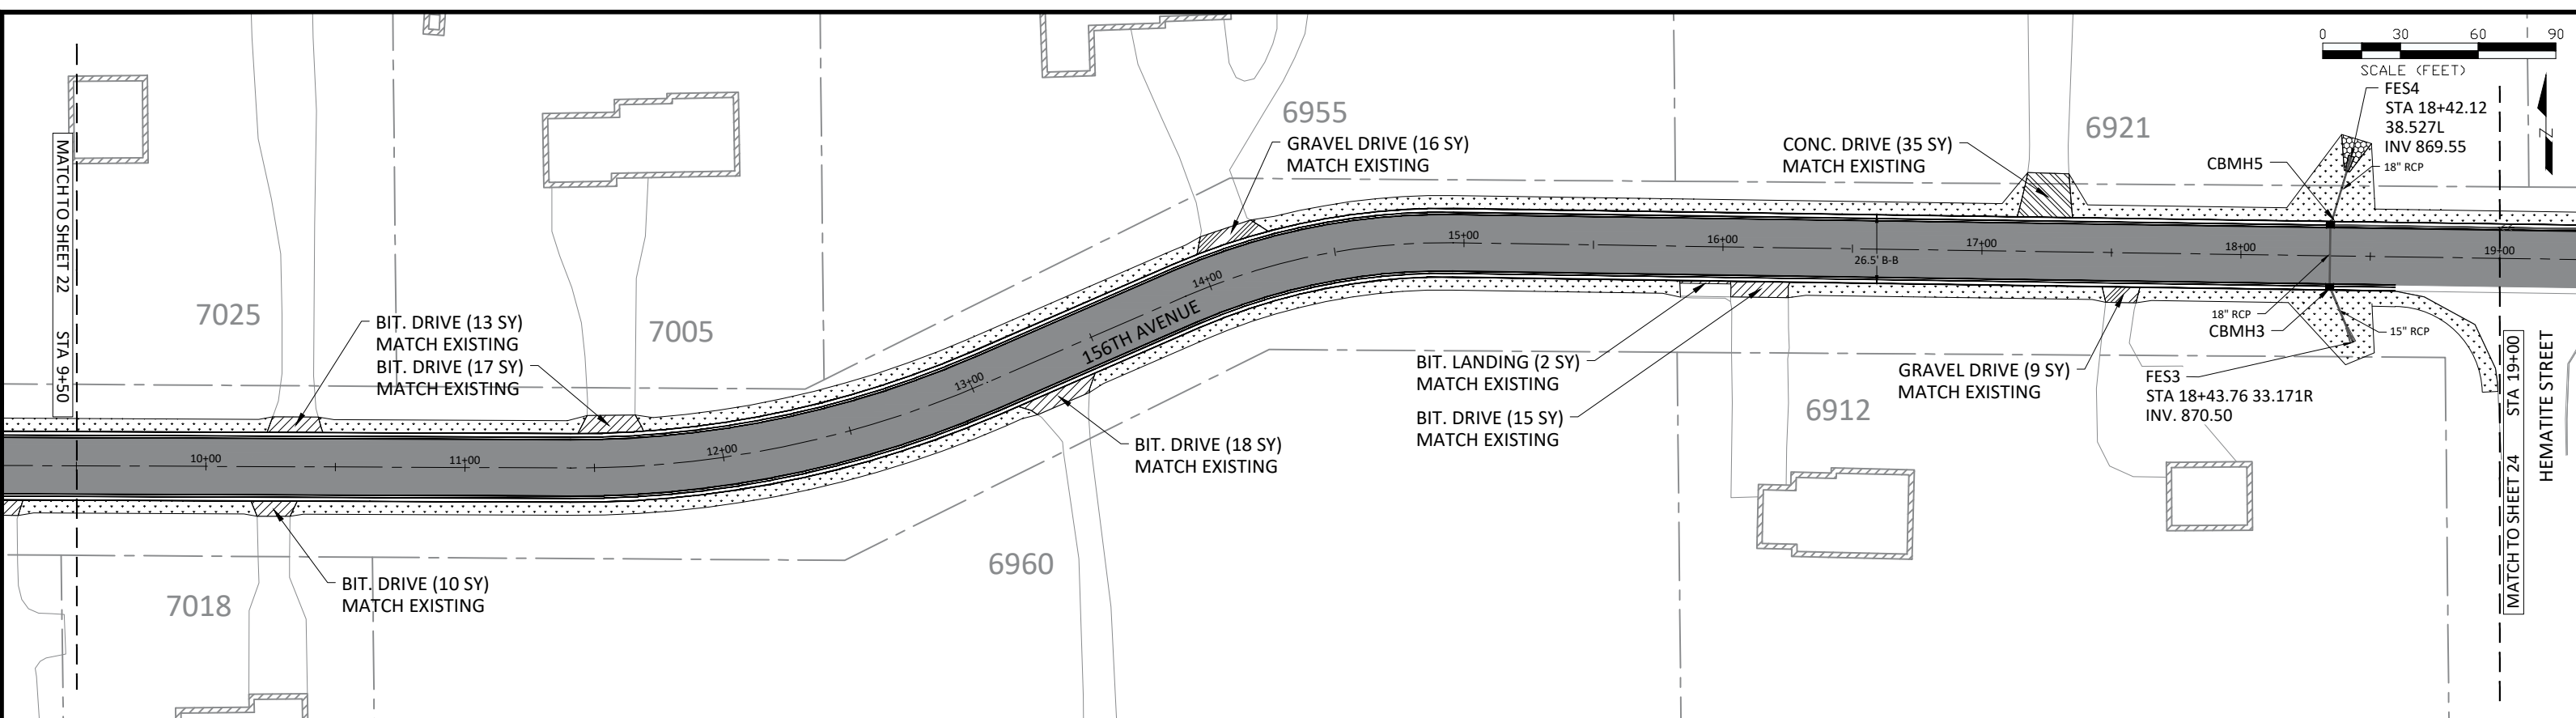 0 30 60 90
SCALE (FEET)
FES4
STA 18+42.12
38.527L
INV 869.55
18" RCP
N
CBMH5
6921
CONC. DRIVE (35 SY)
MATCH EXISTING
6955
GRAVEL DRIVE (16 SY)
MATCH EXISTING
MATCH TO SHEET 22 STA 9+50
7025
BIT. DRIVE (13 SY)
MATCH EXISTING
BIT. DRIVE (17 SY)
MATCH EXISTING
7005
10+00
11+00
12+00
13+00
14+00
15+00
16+00
17+00
18+00
19+00
156TH AVENUE
26.5' B-B
18" RCP
CBMH3
15" RCP
FES3
STA 18+43.76 33.171R
INV. 870.50
GRAVEL DRIVE (9 SY)
MATCH EXISTING
6912
BIT. LANDING (2 SY)
MATCH EXISTING
BIT. DRIVE (15 SY)
MATCH EXISTING
BIT. DRIVE (18 SY)
MATCH EXISTING
6960
BIT. DRIVE (10 SY)
MATCH EXISTING
7018
MATCH TO SHEET 24 STA 19+00
HEMATITE STREET